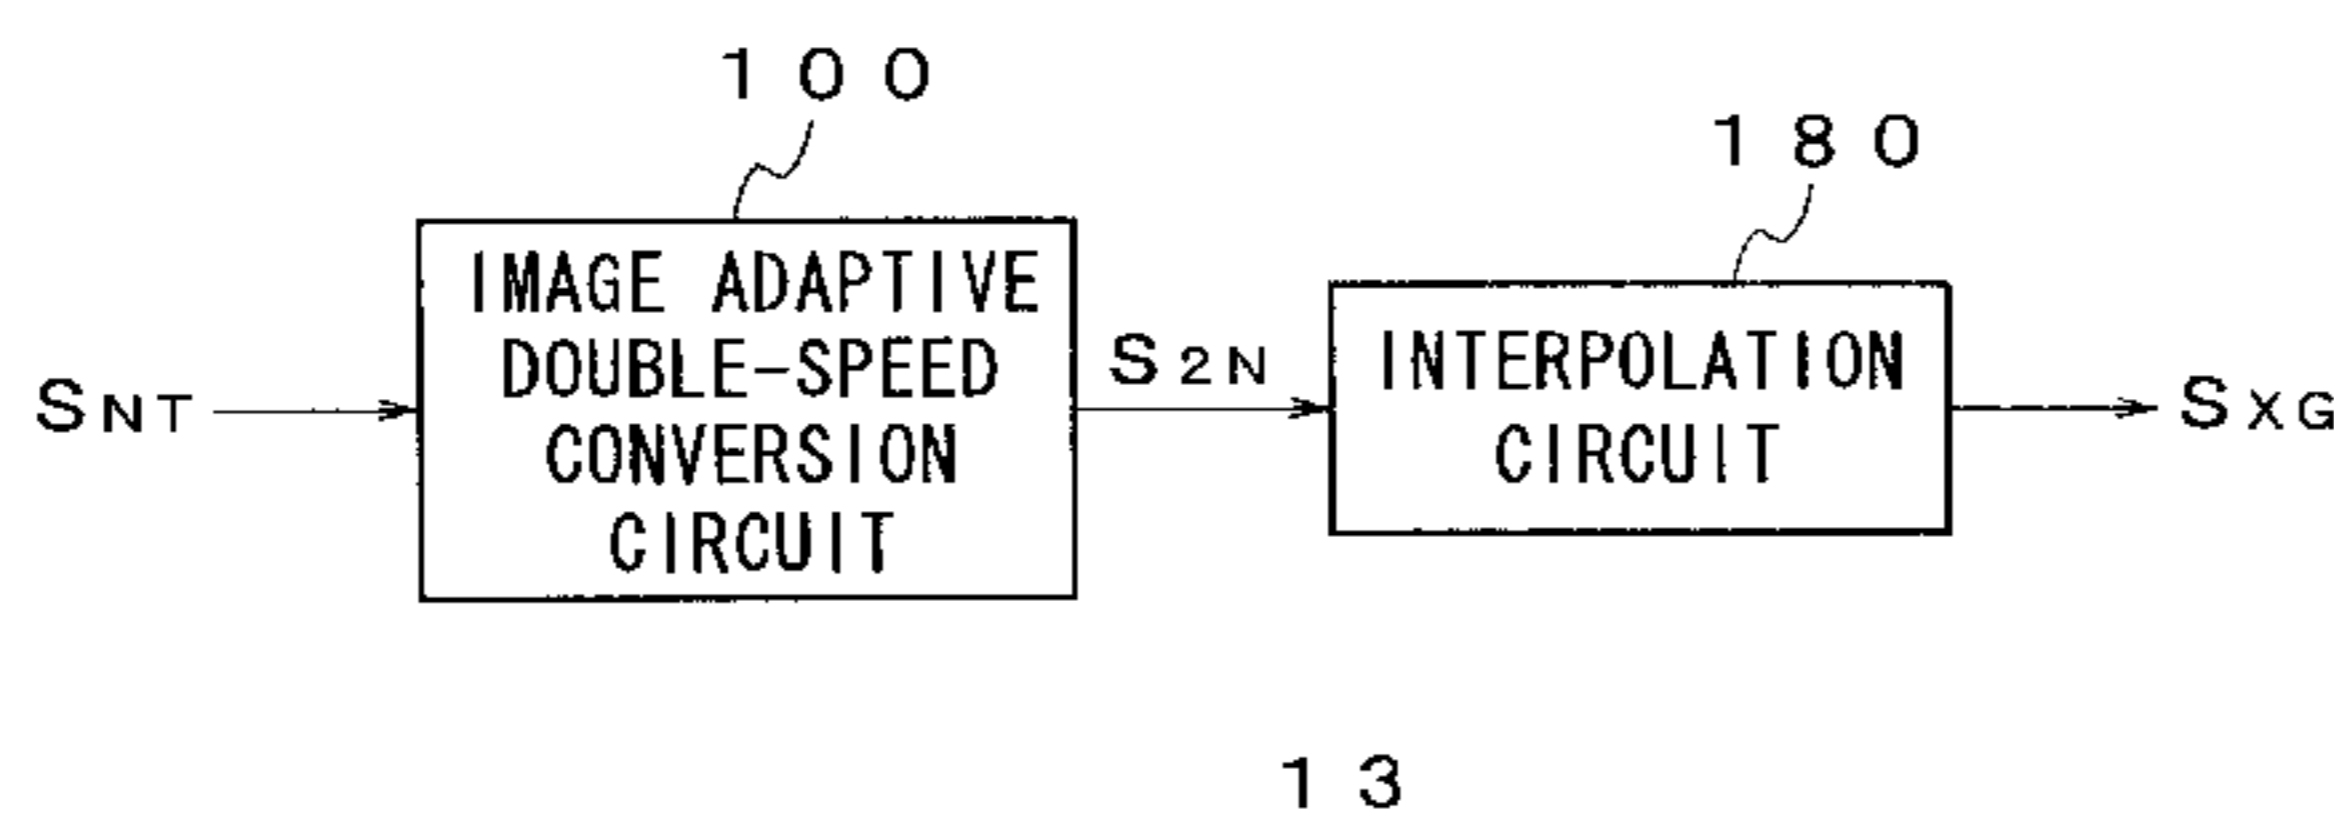 100
180
IMAGE ADAPTIVE
DOUBLE-SPEED
CONVERSION
CIRCUIT
SNT
S2N
INTERPOLATION
CIRCUIT
SXG
13